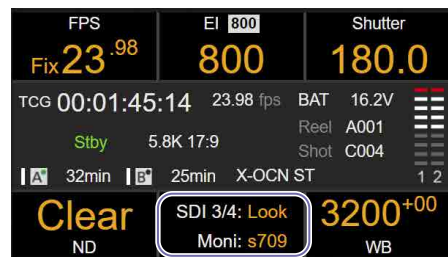 FPS
EI 800
Shutter
Fix 23.98
800
180.0
TCG 00:01:45:14 23.98 fps BAT 16.2V
Reel A001
Stby 5.8K 17:9
Shot C004
A 32min B 25min X-OCN ST 1 2
Clear
SDI 3/4: Look
3200+00
ND
Moni: s709
WB